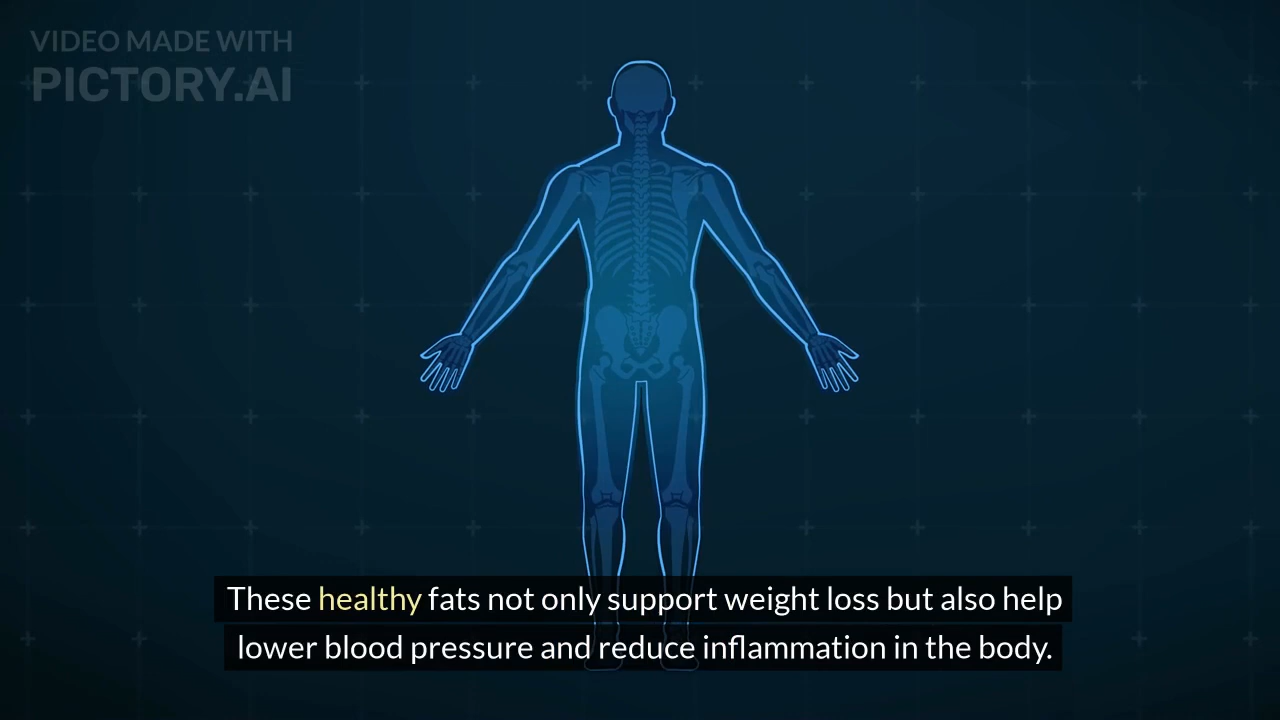 VIDEO MADE WITH
PICTORY.AI
These healthy fats not only support weight loss but also help
lower blood pressure and reduce inflammation in the body.